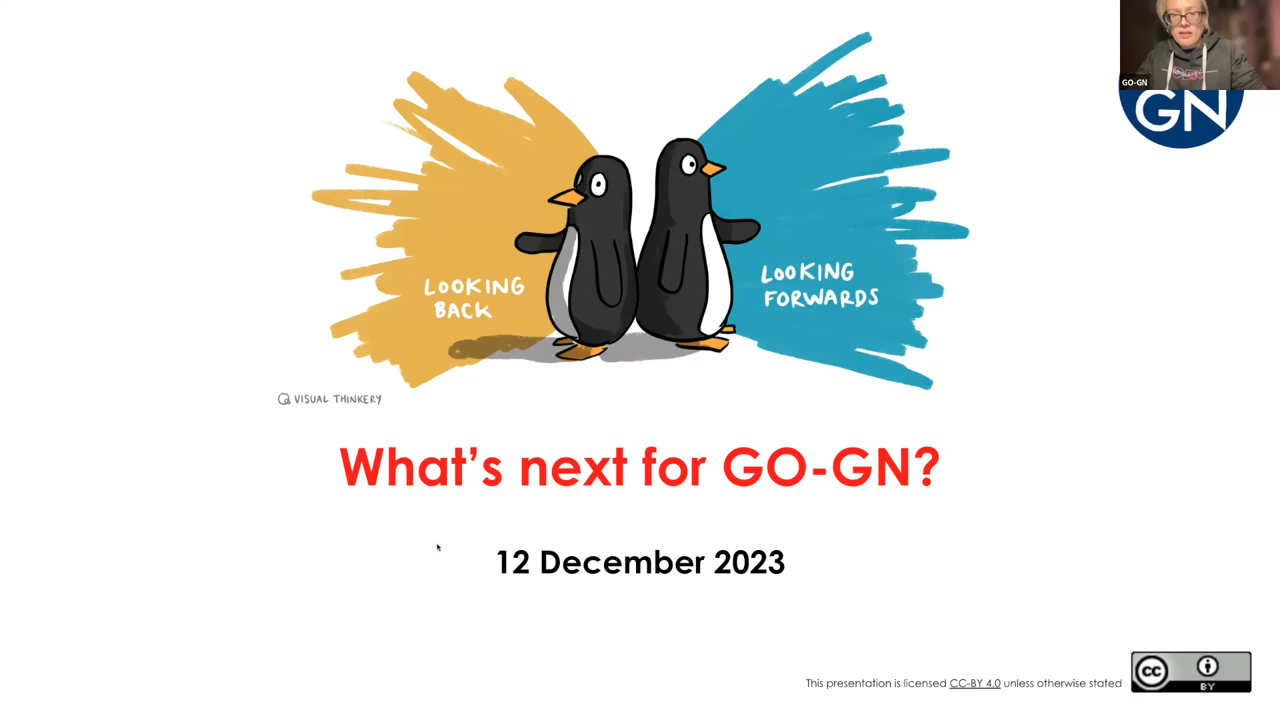 GO-GN
GN
LOOKING
BACK
LOOKING
FORWARDS
VISUAL THINKERY
What's next for GO-GN?
12 December 2023
This presentation is licensed CC-BY 4.0 unless otherwise stated
cc
BY